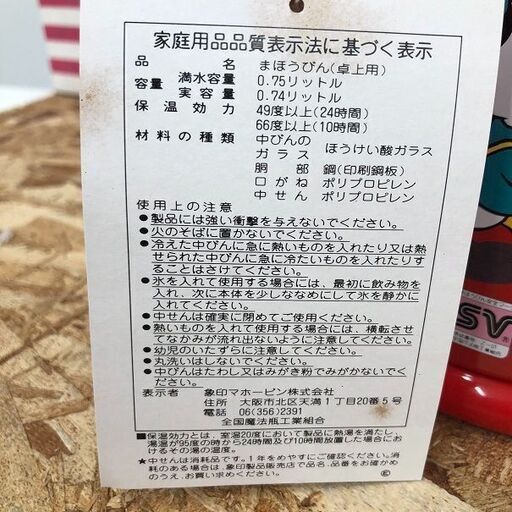 家庭用品品質表示法に基づく表示
品名 まほうびん(卓上用)
容量 満水容量 0.75リットル
実容量 0.74リットル
保温効力 49度以上(24時間)
66度以上(10時間)
材料の種類 中びんの
ガラス ほうけい酸ガラス
胴部 鋼(印刷鋼板)
口がね ポリプロピレン
中せん ポリプロピレン
使用上の注意
●製品には強い衝撃を与えないでください。
●火のそばに置かないでください。
●冷えた中びんに急に熱いものを入れたり又は熱
せられた中びんに急に冷たいものを入れたりす
ることはさけてください。
●氷を入れて使用する場合には、最初に飲み物を
入れ、次に本体を少しななめにして氷を静かに
入れてください。
●中せんは確実に閉めてご使用ください。
●熱いものを入れて使用する場合には、横転させ
てなかみが流れ出ないように注意してください。
●幼児のいたずらに注意してください。
●丸洗いはしないでください。
●中びんはたわし又はみがき粉でみがかないでく
ださい。
表示者 象印マホービン株式会社
住所 大阪市北区天満1丁目20番5号
電話 06(356)2391
全国魔法瓶工業組合
■保温効力とは、室温20度において製品に熱湯を満たし、
湯温が95度の時から24時間及び10時間放置した場合にお
けるその湯の温度。
★中せんは消耗品です。1年をめやすにご確認ください。消
耗のある場合は、象印製品販売店で品名、品番をお確かめ
のうえ、お買い求めください。
SV